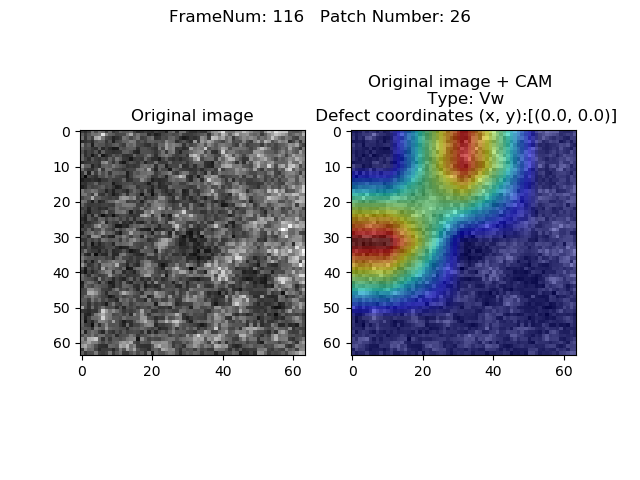 FrameNum: 116   Patch Number: 26
Original image
Original image + CAM
Type: Vw
Defect coordinates (x, y):[(0.0, 0.0)]
0
10
20
30
40
50
60
0 20 40 60
0
10
20
30
40
50
60
0 20 40 60